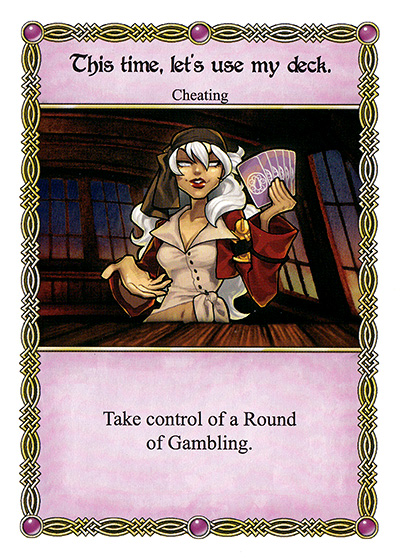 This time, let's use my deck.
Cheating
Take control of a Round
of Gambling.